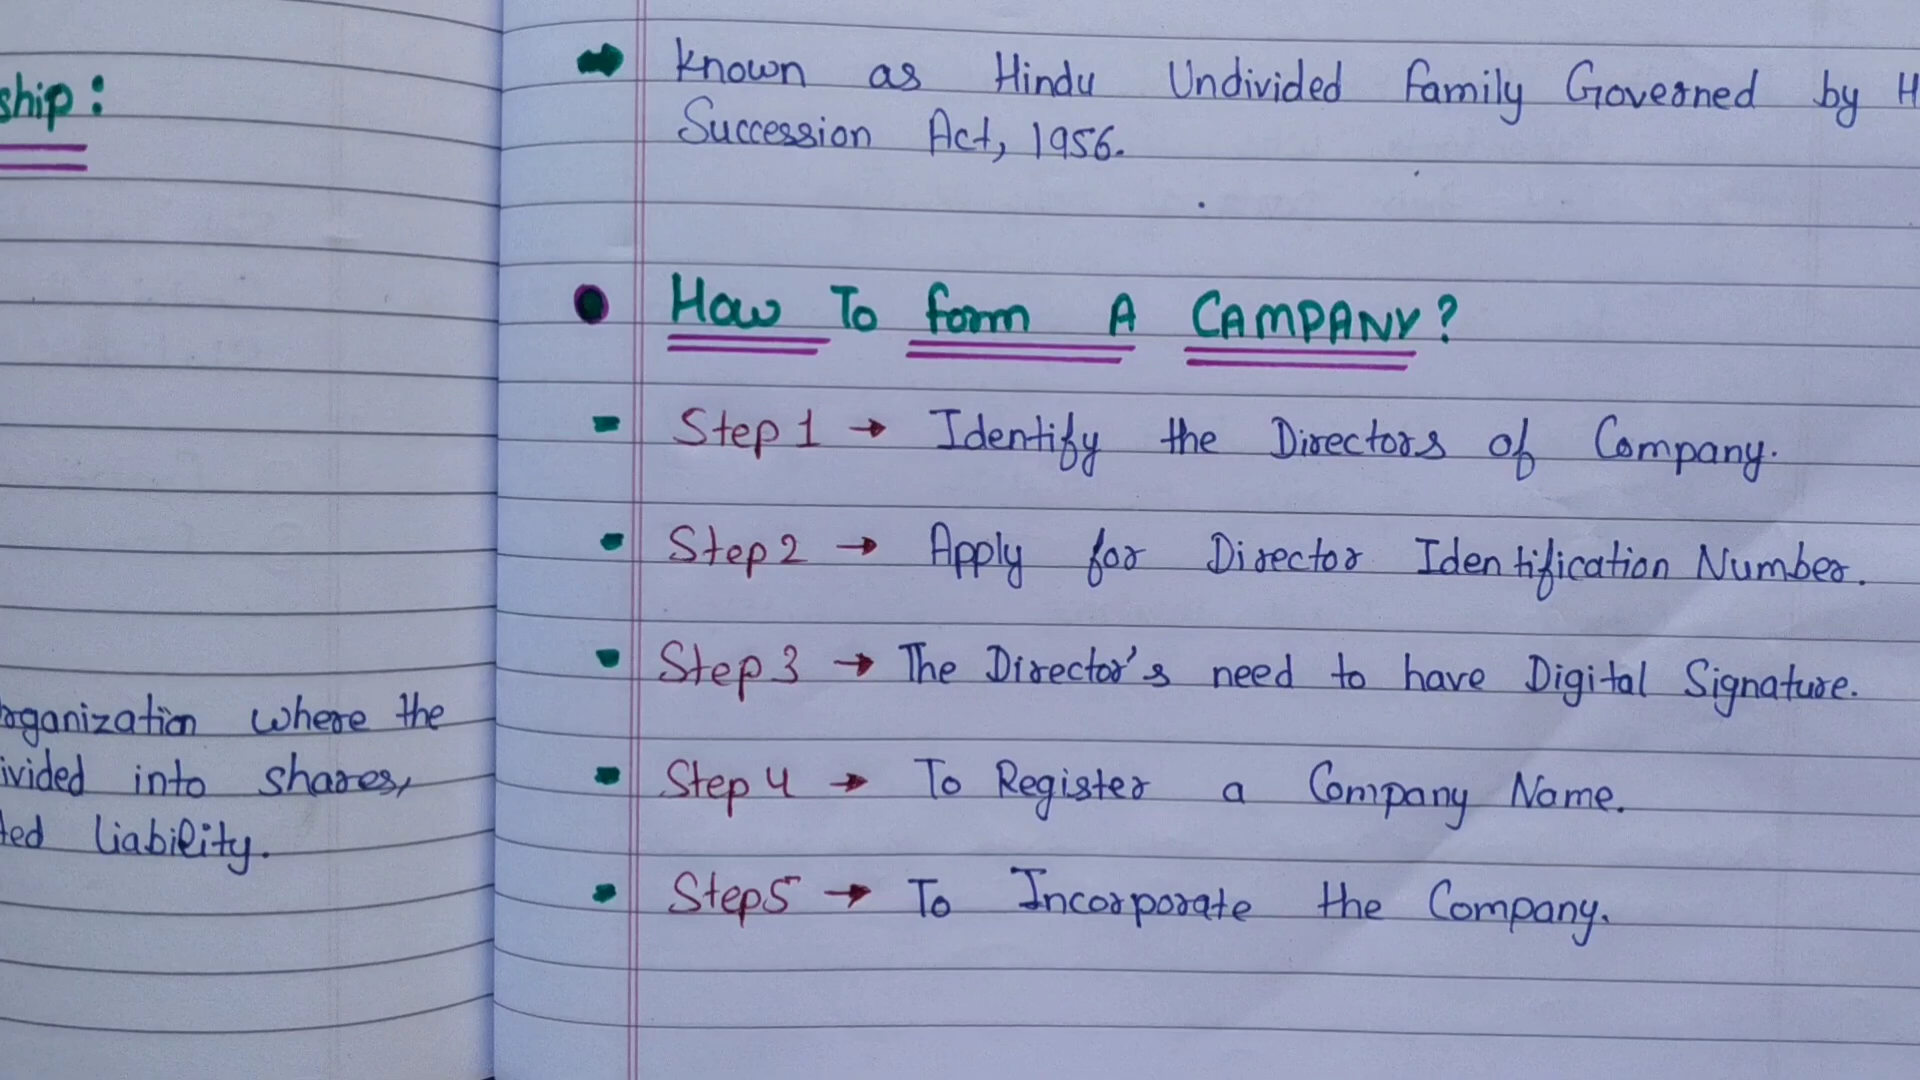 ship:
organization where the
ivided into shares,
ted liability.
Known as Hindu Undivided Family Governed by H
Succession Act, 1956.
How To form A CAMPANY?
Step 1 → Identify the Directors of Company.
Step 2 → Apply for Director Identification Number.
Step 3 → The Director's need to have Digital Signature.
Step 4 → To Register a Company Name.
Step 5 → To Incorporate the Company.